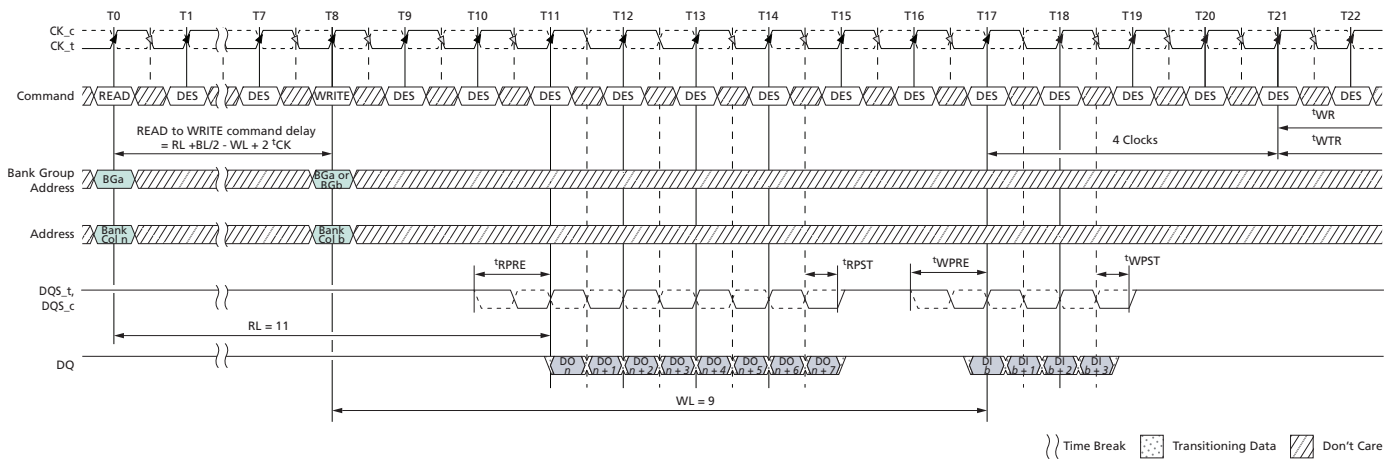 T0 T1 T7 T8 T9 T10 T11 T12 T13 T14 T15 T16 T17 T18 T19 T20 T21 T22
CK_c
CK_t
Command READ DES DES WRITE DES DES DES DES DES DES DES DES DES DES DES DES DES DES
READ to WRITE command delay
= RL +BL/2 - WL + 2 tCK
4 Clocks
tWR
tWTR
Bank Group
Address
BGa
BGa or
BGb
Address
Bank
Col n
Bank
Col b
tRPRE tRPST tWPRE tWPST
DQS_t,
DQS_c
RL = 11
DQ
DO DO DO DO DO DO DO DO DI DI DI DI
n n + 1 n + 2 n + 3 n + 4 n + 5 n + 6 n + 7 b b + 1 b + 2 b + 3
WL = 9
Time Break Transitioning Data Don't Care